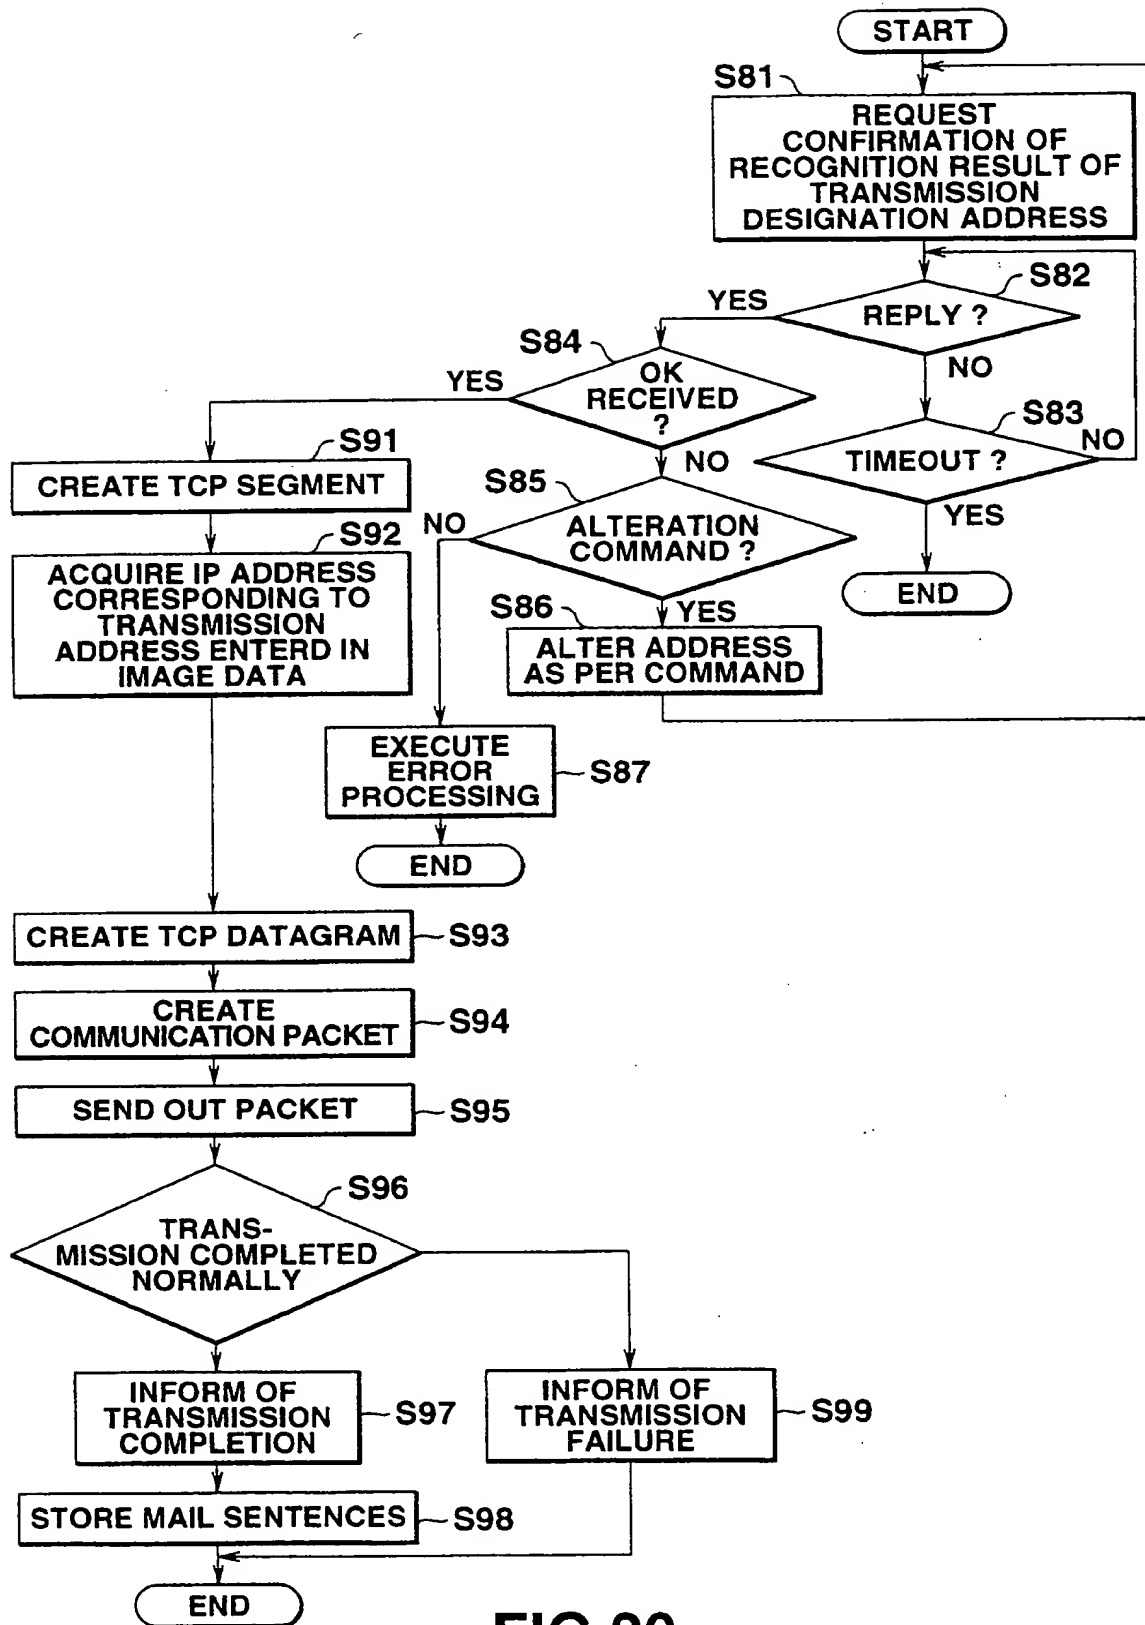 START
S81
REQUEST
CONFIRMATION OF
RECOGNITION RESULT OF
TRANSMISSION
DESIGNATION ADDRESS
S82
YES
REPLY ?
NO
S84
YES
OK
RECEIVED
?
NO
S83
NO
TIMEOUT ?
YES
END
S91
CREATE TCP SEGMENT
S85
NO
ALTERATION
COMMAND ?
YES
S92
ACQUIRE IP ADDRESS
CORRESPONDING TO
TRANSMISSION
ADDRESS ENTERD IN
IMAGE DATA
S86
ALTER ADDRESS
AS PER COMMAND
EXECUTE
ERROR
PROCESSING
S87
END
CREATE TCP DATAGRAM
S93
CREATE
COMMUNICATION PACKET
S94
SEND OUT PACKET
S95
S96
TRANS-
MISSION COMPLETED
NORMALLY
INFORM OF
TRANSMISSION
COMPLETION
S97
INFORM OF
TRANSMISSION
FAILURE
S99
STORE MAIL SENTENCES
S98
END